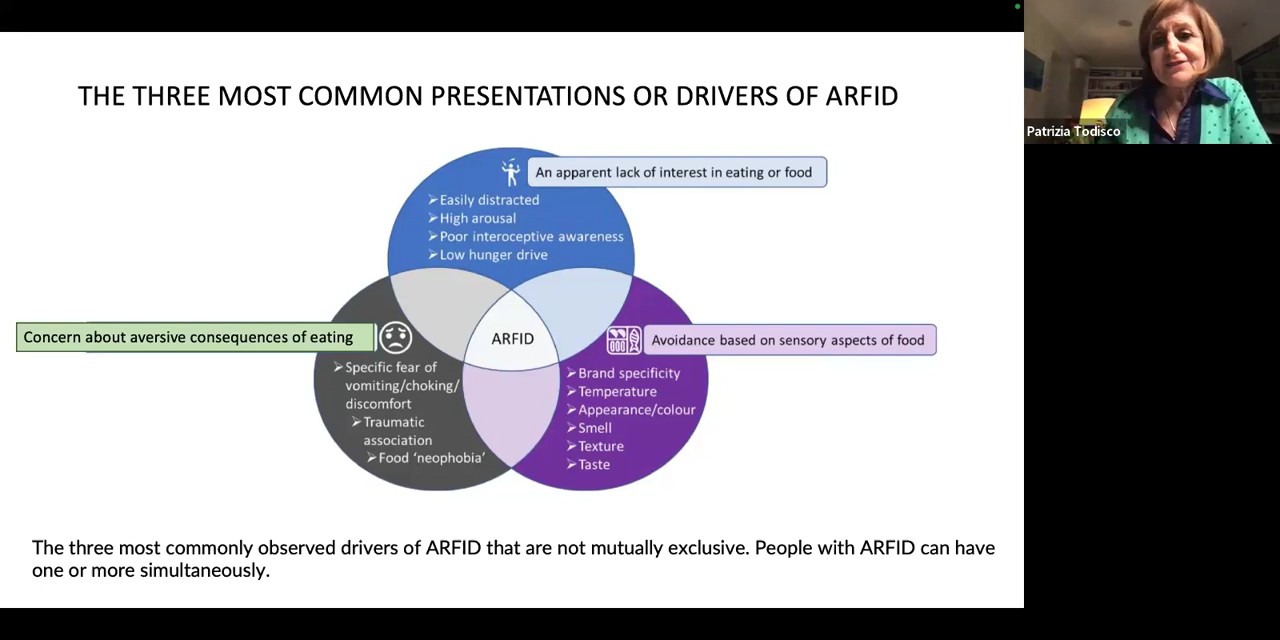 THE THREE MOST COMMON PRESENTATIONS OR DRIVERS OF ARFID
Patrizia Todisco
An apparent lack of interest in eating or food
➢Easily distracted
➢High arousal
➢Poor interoceptive awareness
➢Low hunger drive
Concern about aversive consequences of eating
➢Specific fear of
vomiting/choking/
discomfort
➢Traumatic
association
➢Food ‘neophobia’
ARFID
Avoidance based on sensory aspects of food
➢Brand specificity
➢Temperature
➢Appearance/colour
➢Smell
➢Texture
➢Taste
The three most commonly observed drivers of ARFID that are not mutually exclusive. People with ARFID can have
one or more simultaneously.